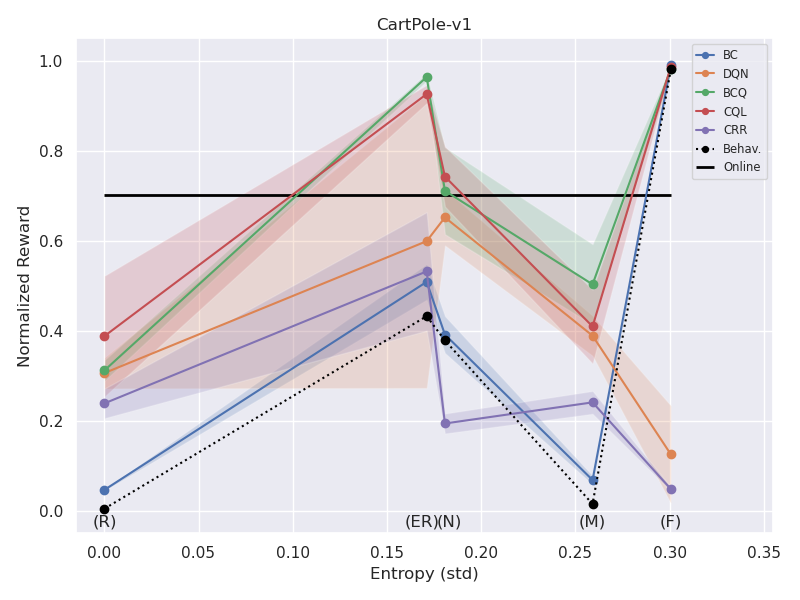 CartPole-v1
Normalized Reward
1.0
0.8
0.6
0.4
0.2
0.0
BC
DQN
BCQ
CQL
CRR
Behav.
Online
(R) (ER) (N) (M) (F)
0.00 0.05 0.10 0.15 0.20 0.25 0.30 0.35
Entropy (std)